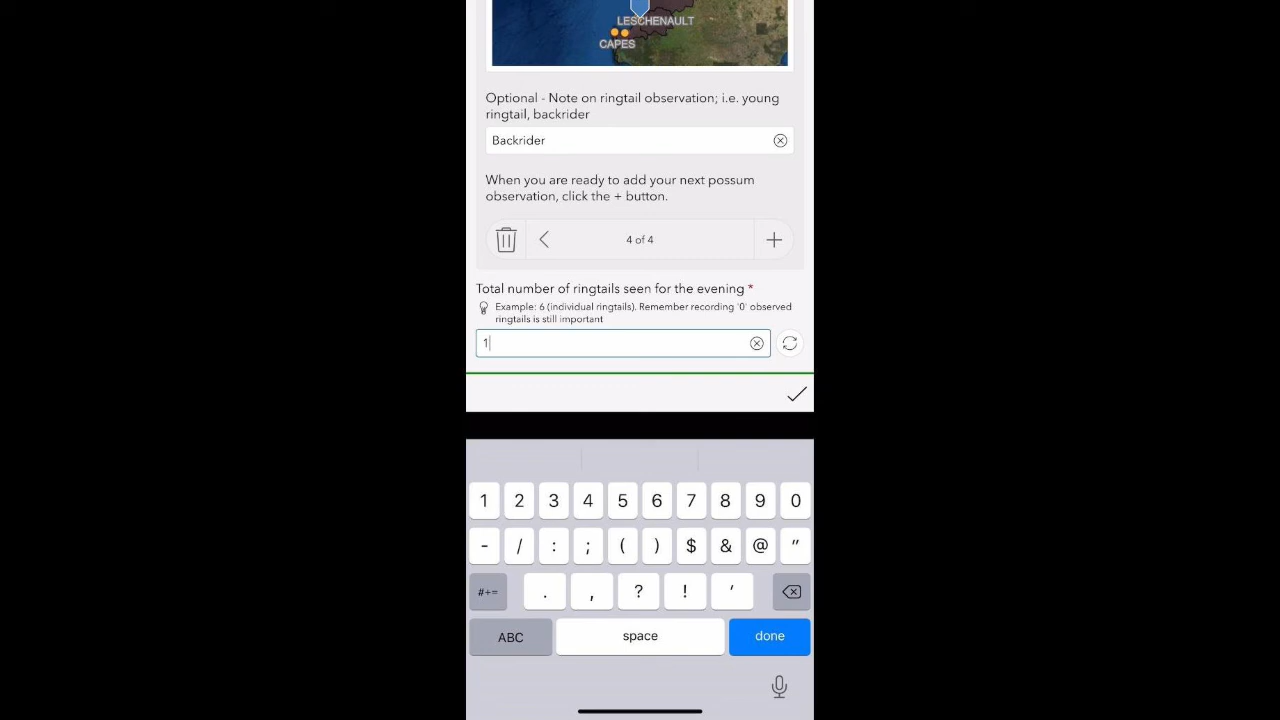 LESCHENAULT
CAPES
Optional - Note on ringtail observation; i.e. young
ringtail, backrider
Backrider
When you are ready to add your next possum
observation, click the + button.
4 of 4
Total number of ringtails seen for the evening *
Example: 6 (individual ringtails). Remember recording '0' observed
ringtails is still important
1
1 2 3 4 5 6 7 8 9 0
- / : ; ( ) $ & @ "
#+= . , ? ! '
ABC space done